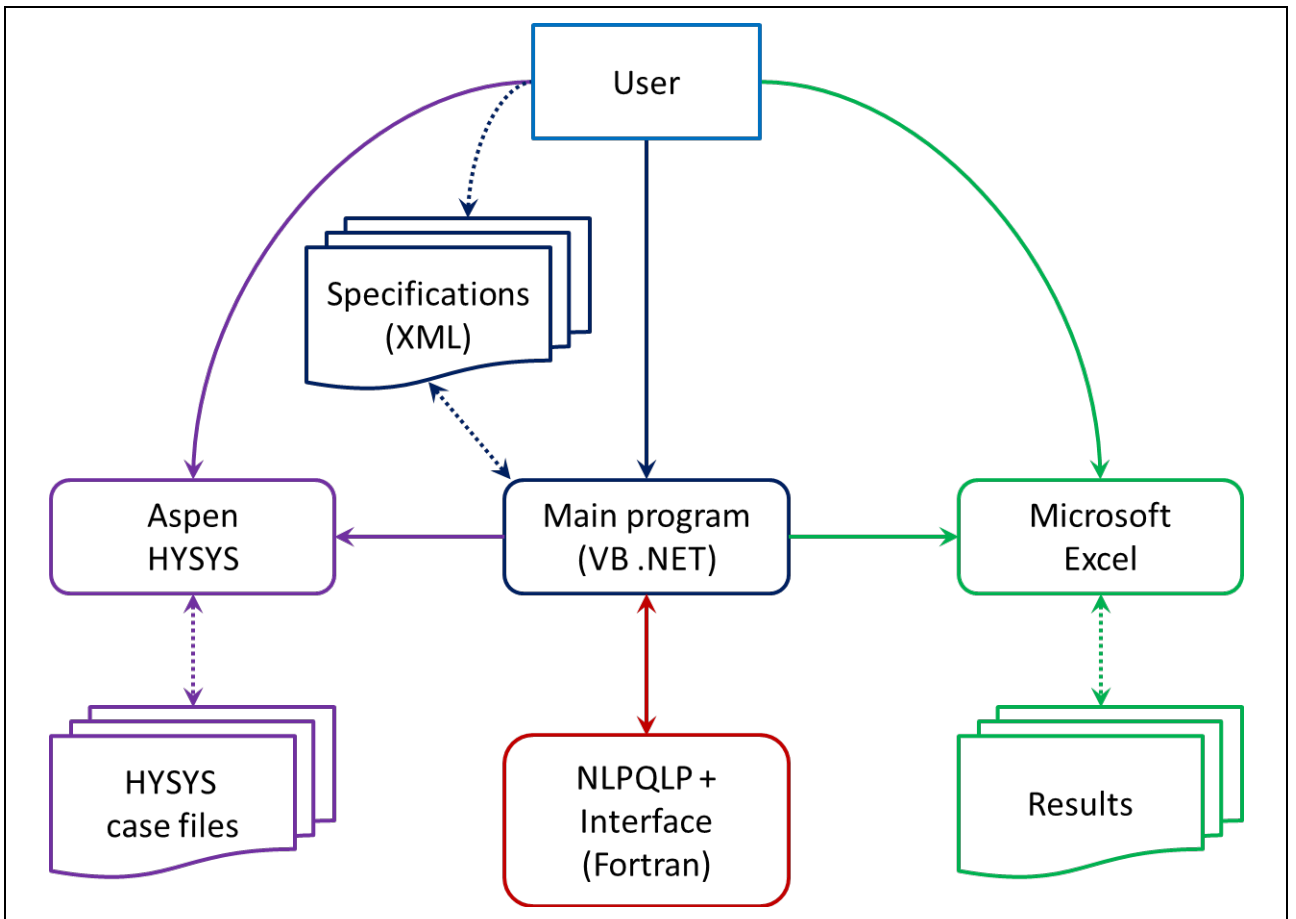 User
Specifications
(XML)
Aspen
HYSYS
Main program
(VB .NET)
Microsoft
Excel
HYSYS
case files
NLPQLP +
Interface
(Fortran)
Results